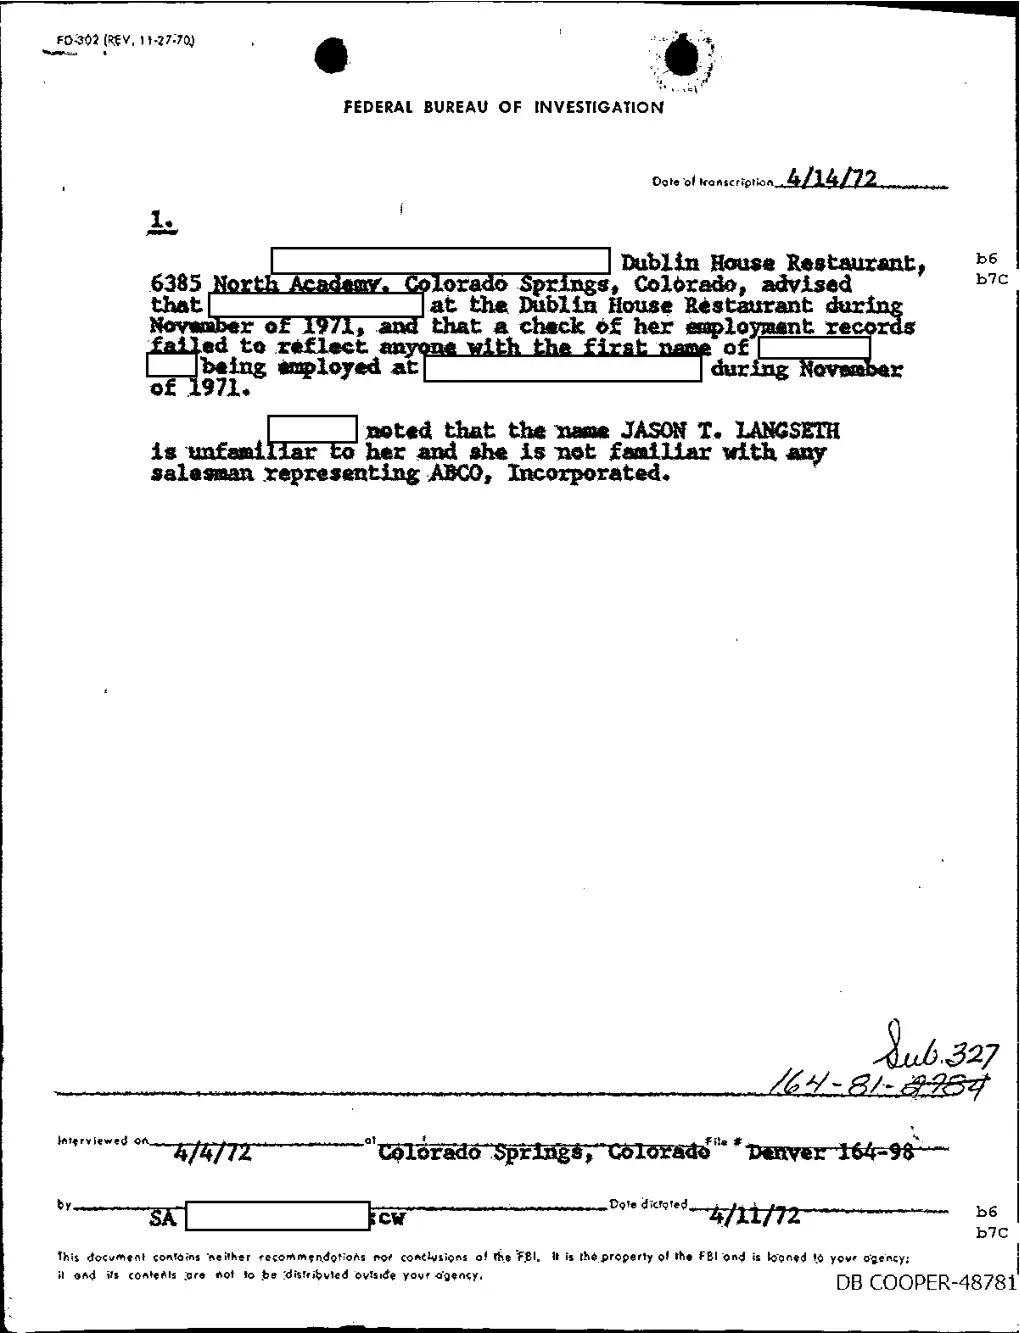 FD-302 (REV. 11-27-70)
FEDERAL BUREAU OF INVESTIGATION
Date of transcription 4/14/72
1.
Dublin House Restaurant,
b6
6385 North Academy, Colorado Springs, Colorado, advised
b7C
that at the Dublin House Restaurant during
November of 1971, and that a check of her employment records
failed to reflect anyone with the first name of
being employed at during November
of 1971.
noted that the name JASON T. LANGSETH
is unfamiliar to her and she is not familiar with any
salesman representing ABCO, Incorporated.
Sub.327
164-81-2784
Interviewed on 4/4/72 at Colorado Springs, Colorado File # Denver 164-98
by SA :cw Date dictated 4/11/72
b6
b7C
This document contains neither recommendations nor conclusions of the FBI. It is the property of the FBI and is loaned to your agency;
it and its contents are not to be distributed outside your agency.
DB COOPER-48781